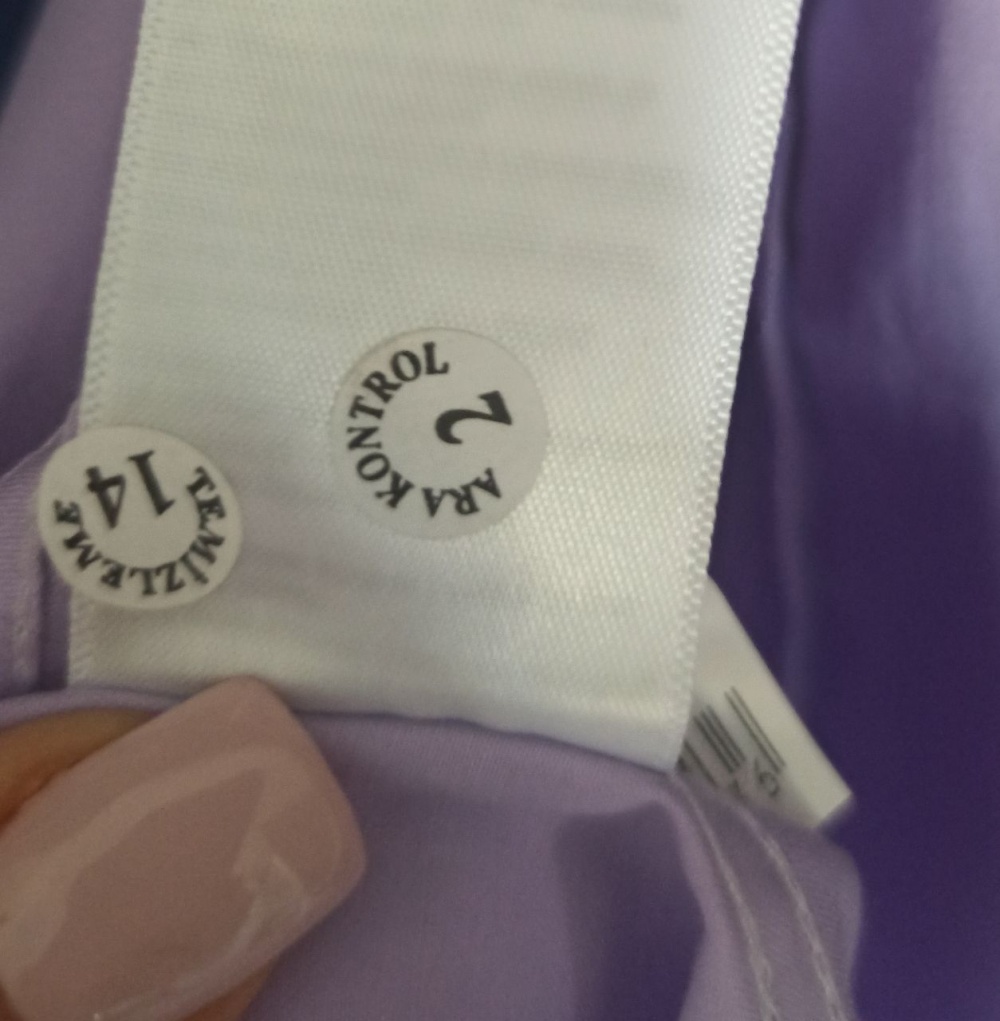 ARA KONTROL
2
14
TEMİZLEME